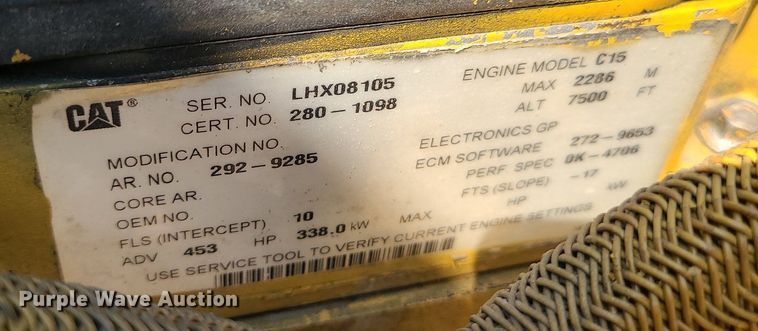 CAT®
SER. NO. LHX08105 ENGINE MODEL C15
CERT. NO. 280-1098 MAX 2286 M
ALT 7500 FT
MODIFICATION NO.
AR. NO. 292-9285 ELECTRONICS GP
CORE AR. ECM SOFTWARE 272-9653
OEM NO. PERF SPEC 0K-4706
FLS (INTERCEPT) 10 FTS (SLOPE) -17
ADV 453 HP 338.0 kW MAX HP kW
USE SERVICE TOOL TO VERIFY CURRENT ENGINE SETTINGS
Purple Wave Auction